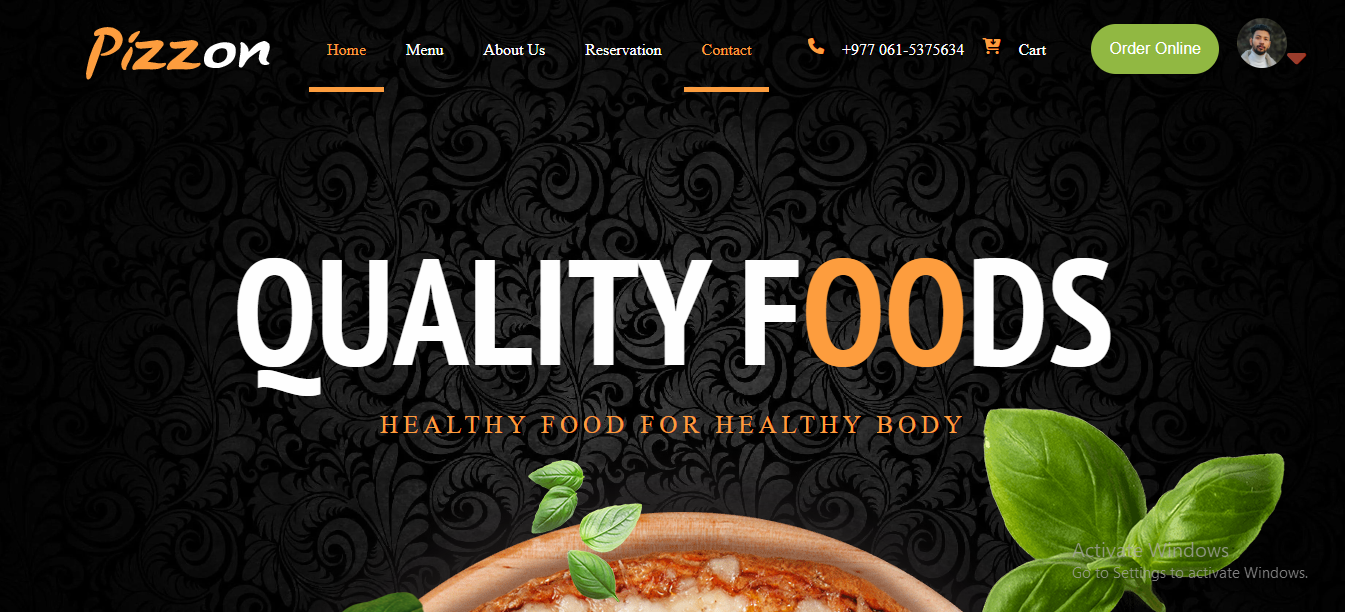 Pizzon
Home Menu About Us Reservation Contact +977 061-5375634 Cart Order Online
QUALITY FOODS
HEALTHY FOOD FOR HEALTHY BODY
Activate Windows
Go to Settings to activate Windows.